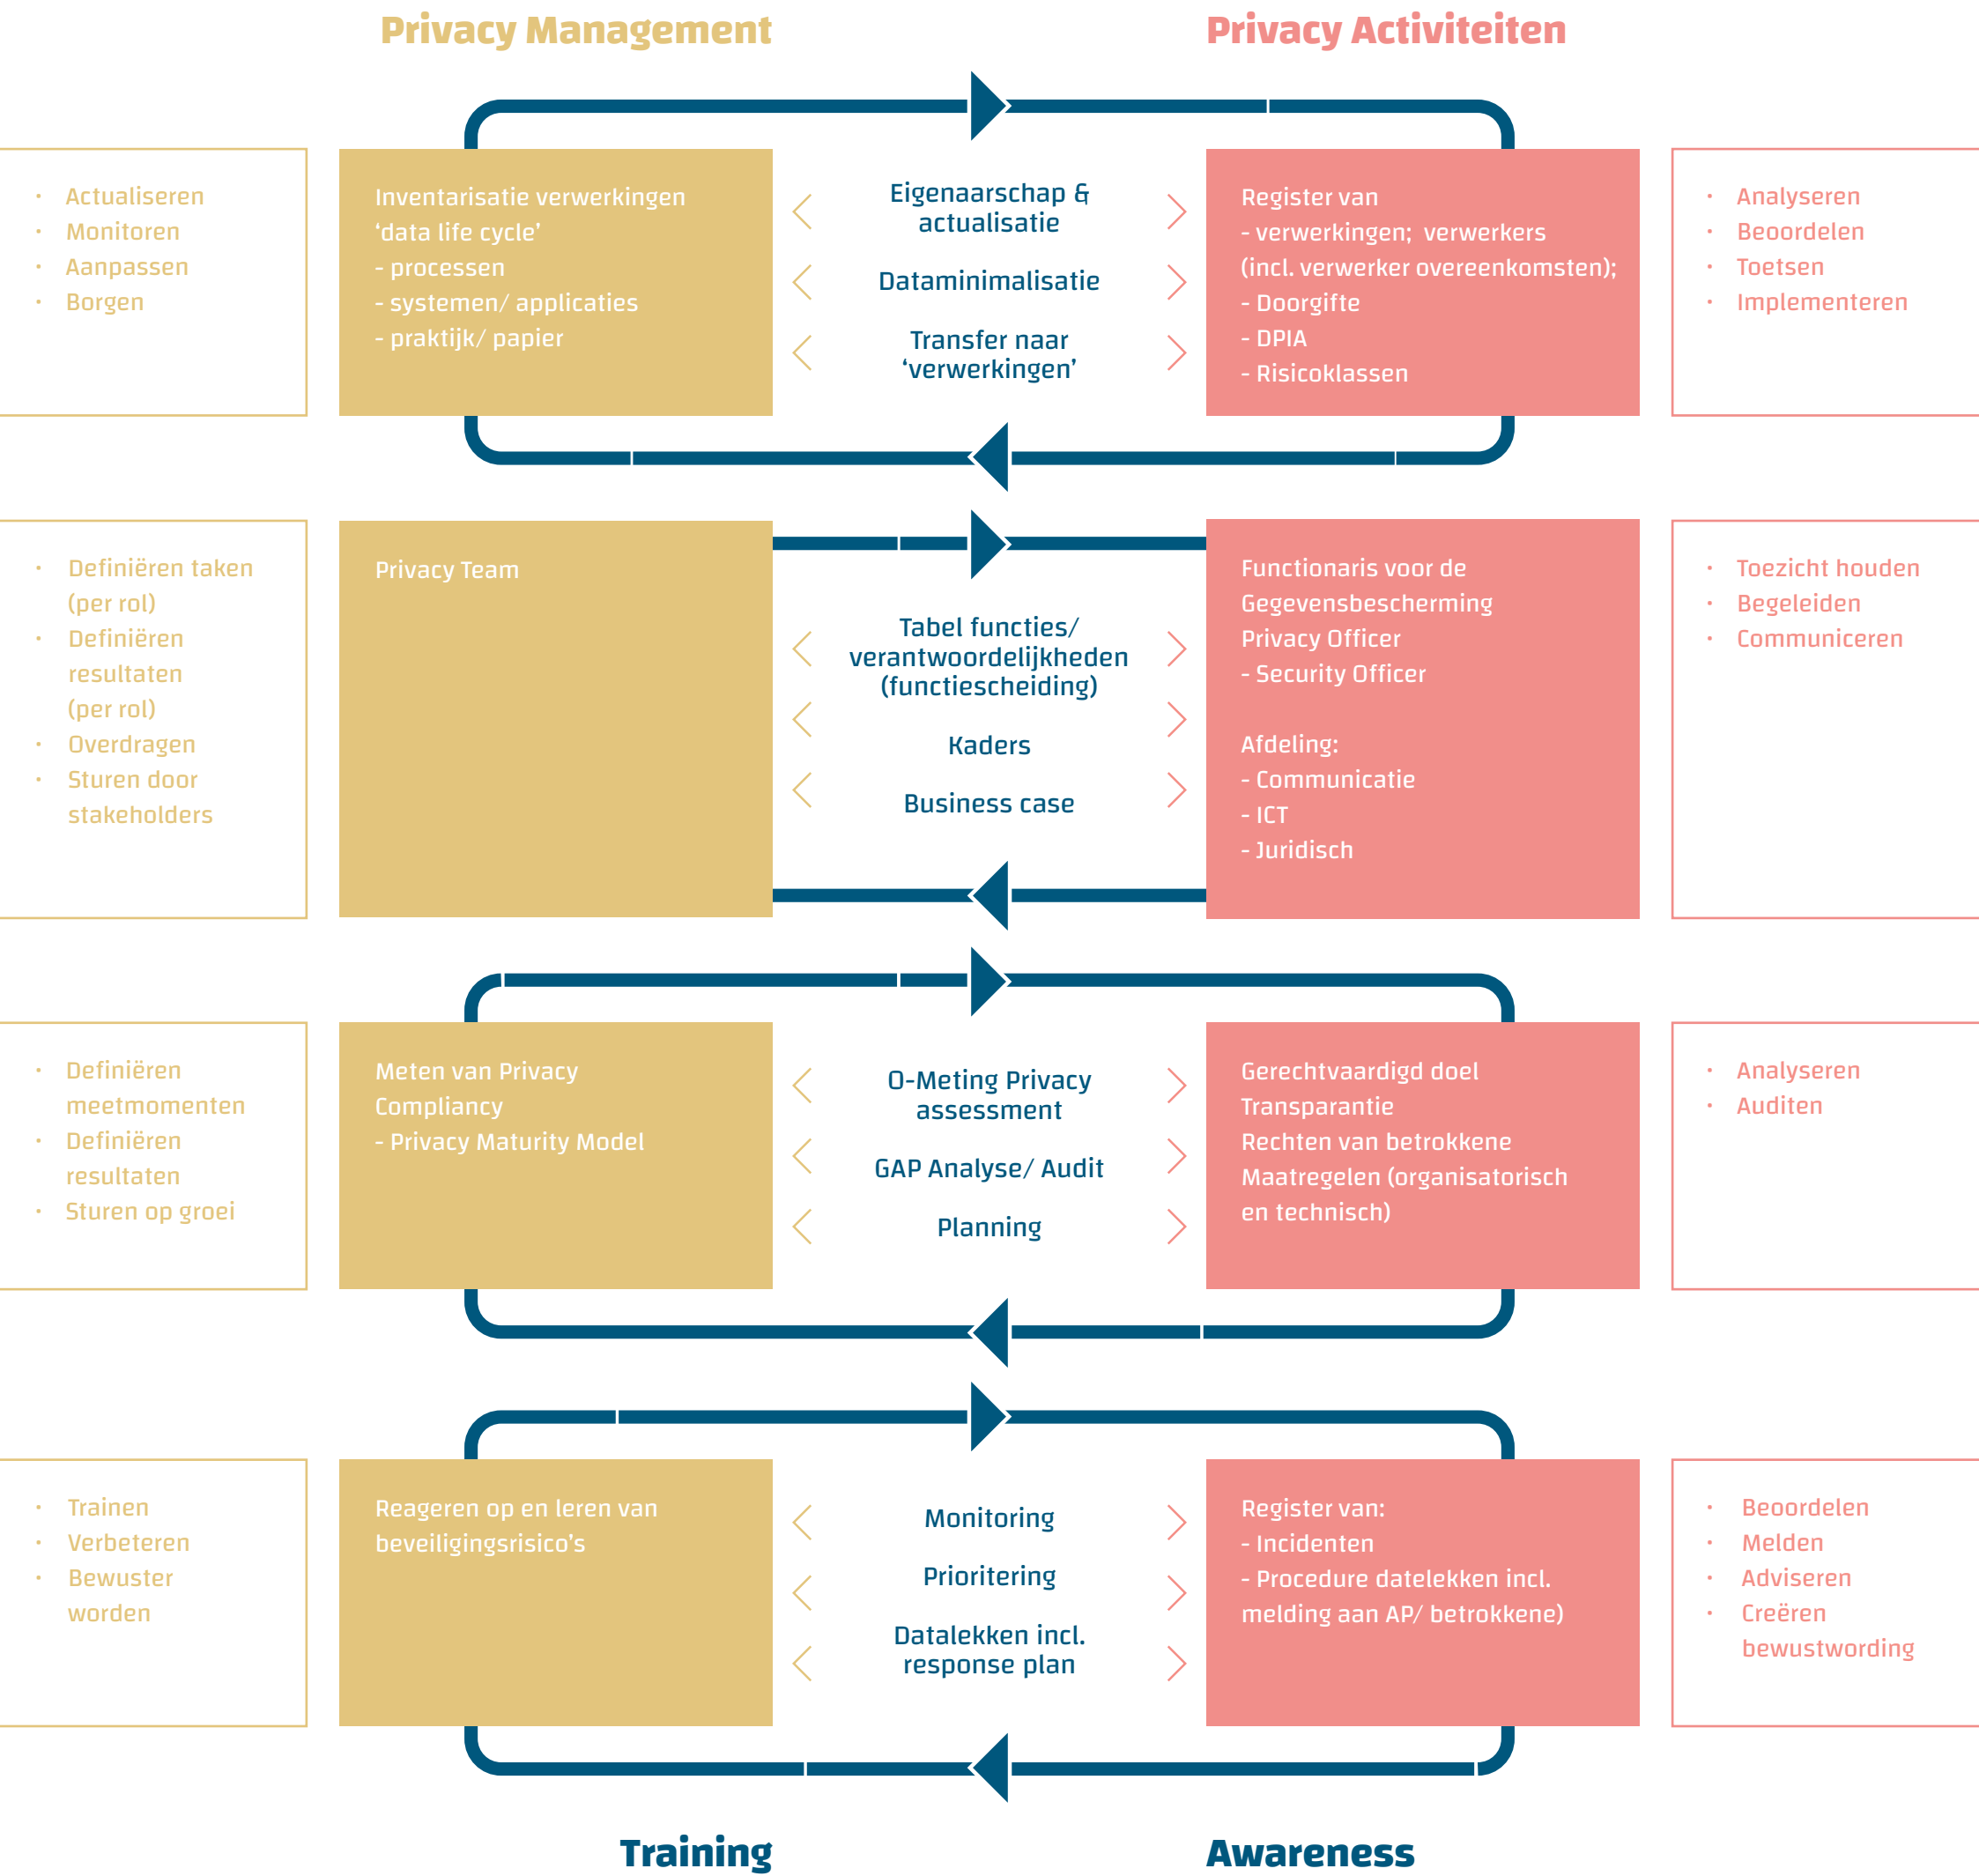 Privacy Management
Privacy Activiteiten
· Actualiseren
· Monitoren
· Aanpassen
· Borgen
Inventarisatie verwerkingen
‘data life cycle’
- processen
- systemen/ applicaties
- praktijk/ papier
Eigenaarschap &
actualisatie
Dataminimalisatie
Transfer naar
‘verwerkingen’
Register van
- verwerkingen; verwerkers
(incl. verwerker overeenkomsten);
- Doorgifte
- DPIA
- Risicoklassen
· Analyseren
· Beoordelen
· Toetsen
· Implementeren
· Definiëren taken
(per rol)
· Definiëren
resultaten
(per rol)
· Overdragen
· Sturen door
stakeholders
Privacy Team
Tabel functies/
verantwoordelijkheden
(functiescheiding)
Kaders
Business case
Functionaris voor de
Gegevensbescherming
Privacy Officer
- Security Officer
Afdeling:
- Communicatie
- ICT
- Juridisch
· Toezicht houden
· Begeleiden
· Communiceren
· Definiëren
meetmomenten
· Definiëren
resultaten
· Sturen op groei
Meten van Privacy
Compliancy
- Privacy Maturity Model
0-Meting Privacy
assessment
GAP Analyse/ Audit
Planning
Gerechtvaardigd doel
Transparantie
Rechten van betrokkene
Maatregelen (organisatorisch
en technisch)
· Analyseren
· Auditen
· Trainen
· Verbeteren
· Bewuster
worden
Reageren op en leren van
beveiligingsrisico's
Monitoring
Prioritering
Datalekken incl.
response plan
Register van:
- Incidenten
- Procedure datelekken incl.
melding aan AP/ betrokkene)
· Beoordelen
· Melden
· Adviseren
· Creëren
bewustwording
Training
Awareness